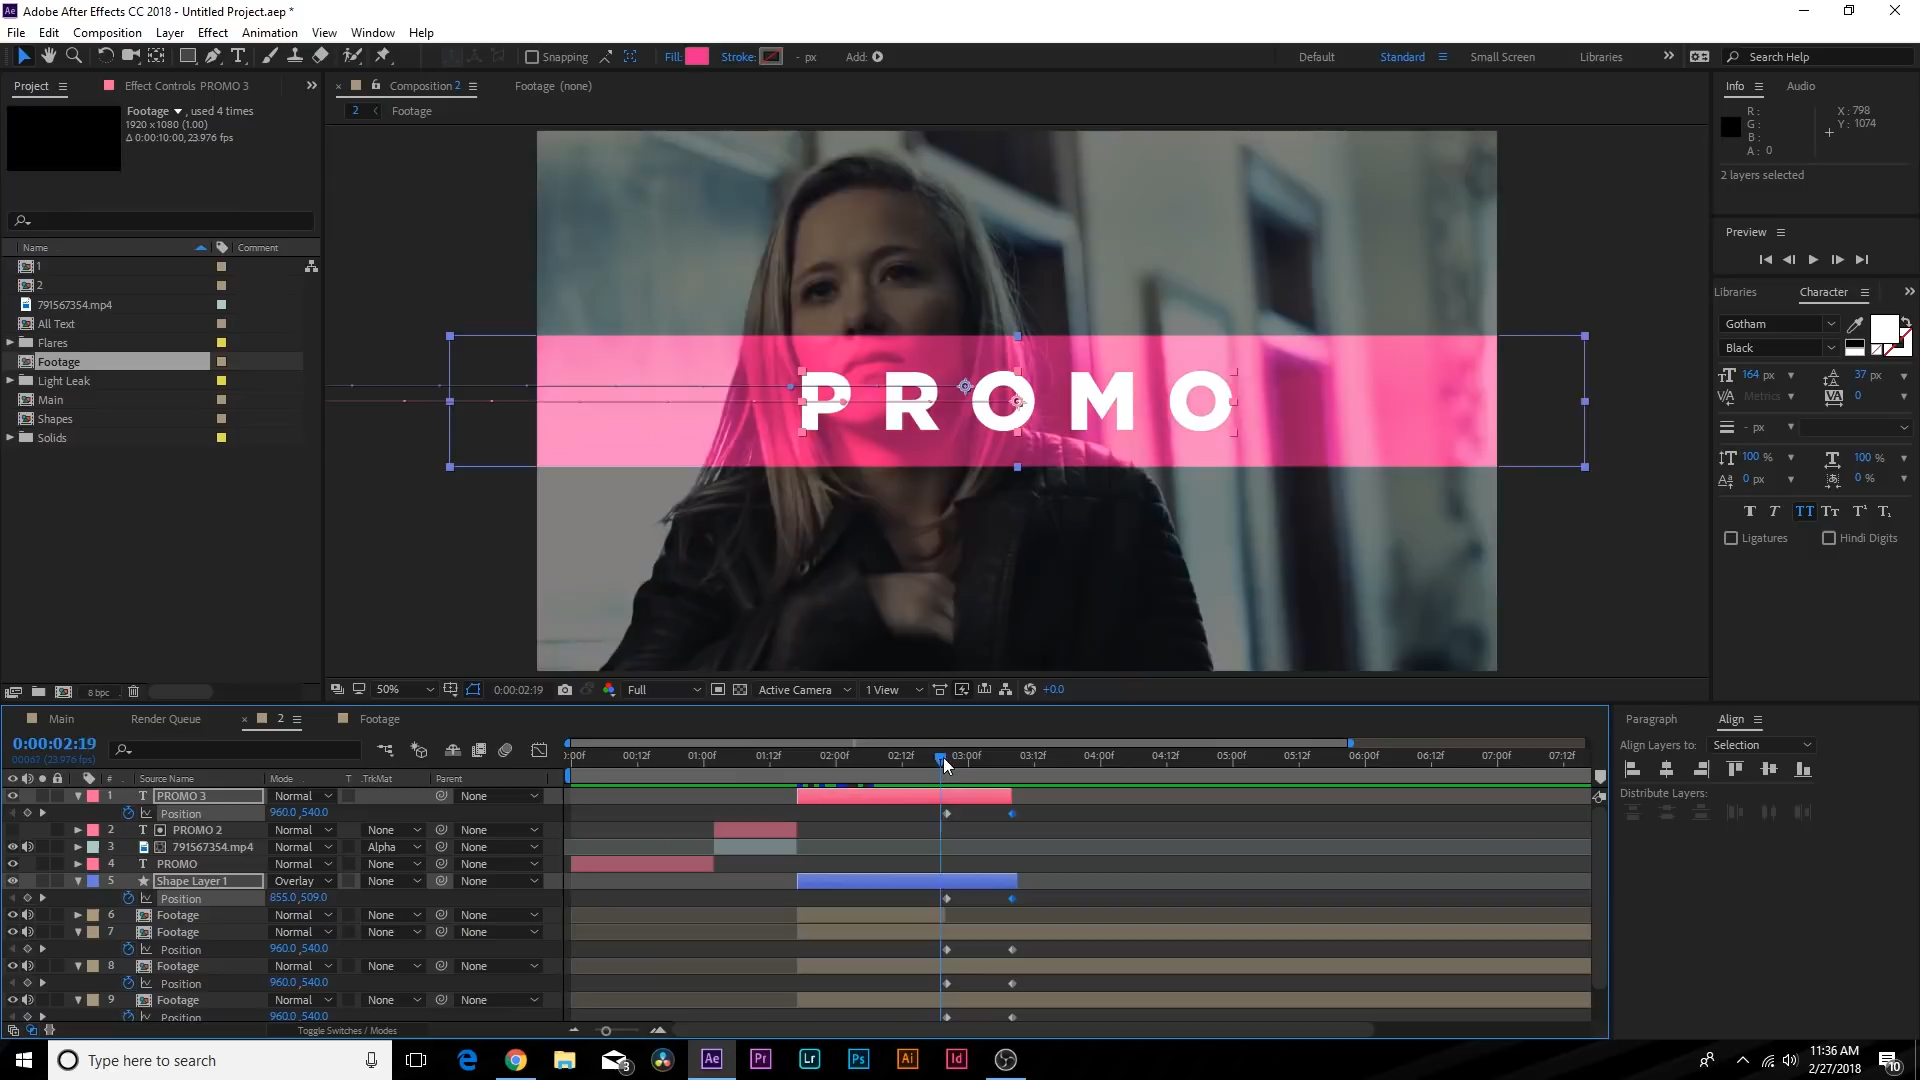 Adobe After Effects CC 2018 - Untitled Project.aep *
File Edit Composition Layer Effect Animation View Window Help
Snapping Fill: Stroke: - px Add: Default Standard Small Screen Libraries Search Help
Project Effect Controls PROMO 3
Footage , used 4 times
1920 x 1080 (1.00)
Δ 0:00:10:00, 23.976 fps
Name Comment
1
2
791567354.mp4
All Text
Flares
Footage
Light Leak
Main
Shapes
Solids
8 bpc
Composition 2 Footage (none)
2 Footage
PROMO
50% 0:00:02:19 Full Active Camera 1 View +0.0
Info Audio
R: X: 798
G: Y: 1074
B:
A: 0
2 layers selected
Preview
Libraries Character
Gotham
Black
164 px 37 px
Metrics 0
- px
100 % 100 %
0 px 0 %
Ligatures Hindi Digits
Main Render Queue 2 Footage
0:00:02:19
00067 (23.976 fps)
:00f 00:12f 01:00f 01:12f 02:00f 02:12f 03:00f 03:12f 04:00f 04:12f 05:00f 05:12f 06:00f 06:12f 07:00f 07:12f
# Source Name Mode T .TrkMat Parent
1 T PROMO 3 Normal None
Position 960.0,540.0
2 T PROMO 2 Normal None None
3 791567354.mp4 Normal Alpha None
4 T PROMO Normal None None
5 Shape Layer 1 Overlay None None
Position 855.0,509.0
6 Footage Normal None None
7 Footage Normal None None
Position 960.0,540.0
8 Footage Normal None None
Position 960.0,540.0
9 Footage Normal None None
Position 960.0,540.0
Toggle Switches / Modes
Paragraph Align
Align Layers to: Selection
Distribute Layers:
Type here to search
3
Ae Pr Lr Ps Ai Id
11:36 AM
2/27/2018
10